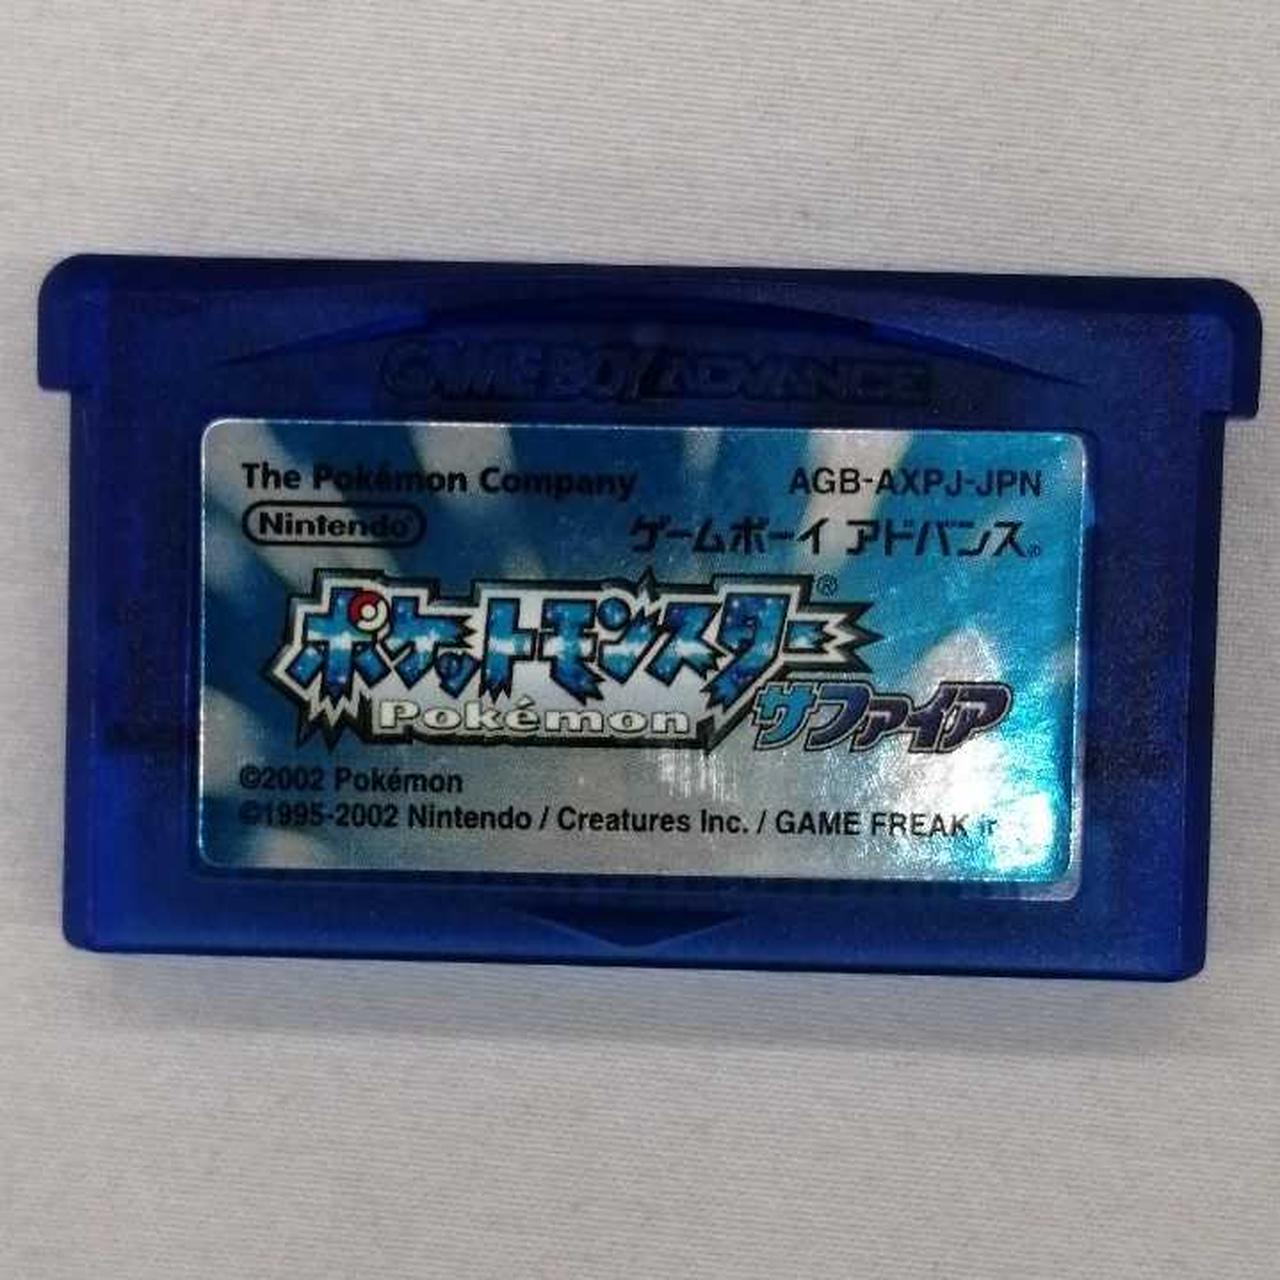 GAME BOY ADVANCE
The Pokémon Company AGB-AXPJ-JPN
Nintendo® ゲームボーイ アドバンス®
ポケットモンスター®
Pokémon サファイア
©2002 Pokémon
©1995-2002 Nintendo / Creatures Inc. / GAME FREAK